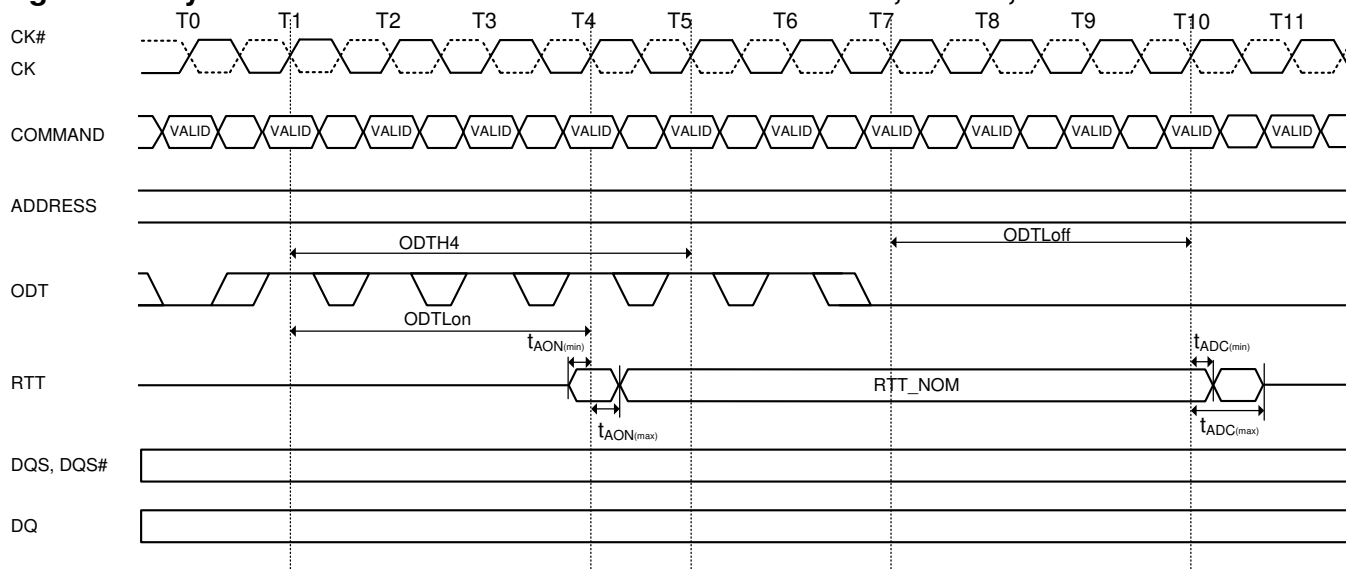 T0 T1 T2 T3 T4 T5 T6 T7 T8 T9 T10 T11
CK#
CK
COMMAND VALID VALID VALID VALID VALID VALID VALID VALID VALID VALID VALID VALID
ADDRESS
ODTH4 ODTLoff
ODT
ODTLon
tAON(min) tADC(min)
RTT RTT_NOM
tAON(max) tADC(max)
DQS, DQS#
DQ